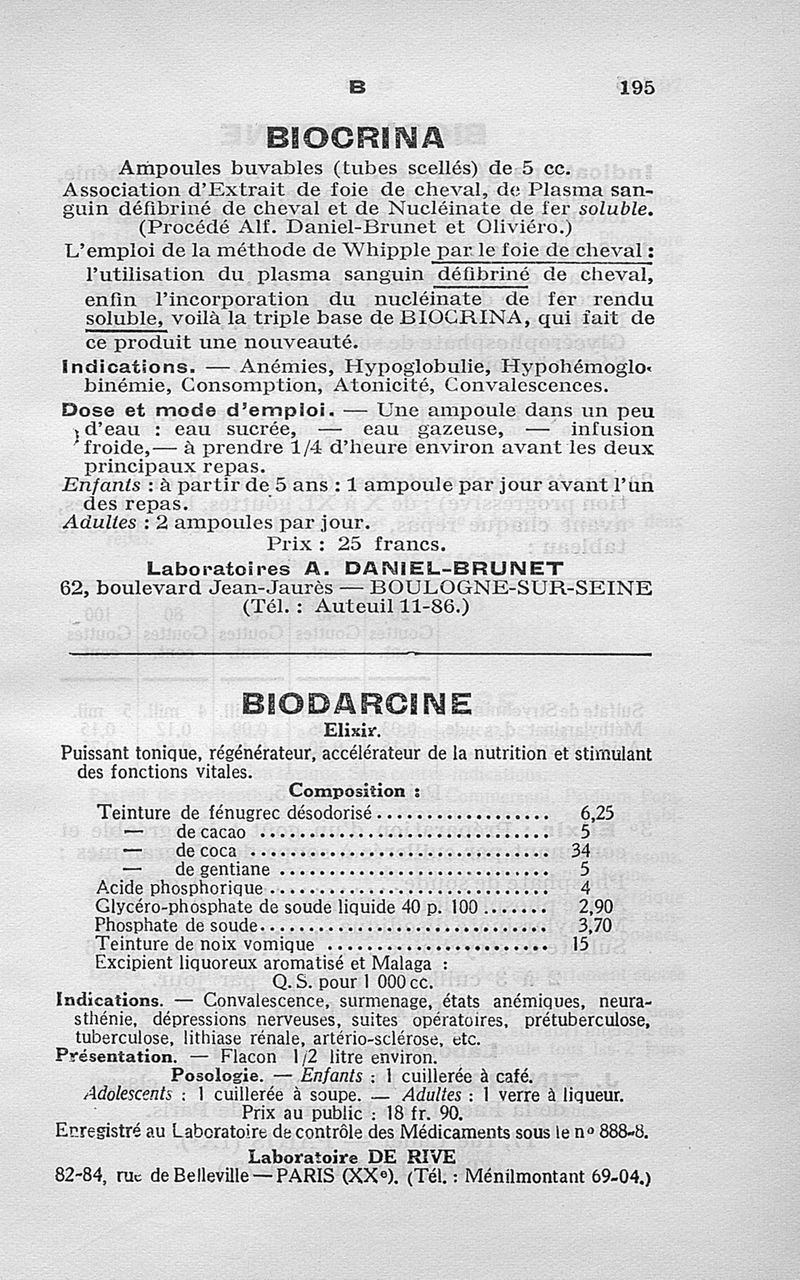 B 195
BIOCRINA
Ampoules buvables (tubes scellés) de 5 cc.
Association d'Extrait de foie de cheval, de Plasma san-
guin défibriné de cheval et de Nucléinate de fer soluble.
(Procédé Alf. Daniel-Brunet et Oliviéro.)
L'emploi de la méthode de Whipple par le foie de cheval :
l'utilisation du plasma sanguin défibriné de cheval,
enfin l'incorporation du nucléinate de fer rendu
soluble, voilà la triple base de BIOCRINA, qui fait de
ce produit une nouveauté.
Indications. — Anémies, Hypoglobulie, Hypohémoglo-
binémie, Consomption, Atonicité, Convalescences.
Dose et mode d'emploi. — Une ampoule dans un peu
d'eau : eau sucrée, — eau gazeuse, — infusion
froide,— à prendre 1/4 d'heure environ avant les deux
principaux repas.
Enfants : à partir de 5 ans : 1 ampoule par jour avant l'un
des repas.
Adultes : 2 ampoules par jour.
Prix : 25 francs.
Laboratoires A. DANIEL-BRUNET
62, boulevard Jean-Jaurès — BOULOGNE-SUR-SEINE
(Tél. : Auteuil 11-86.)
BIODARCINE
Elixir.
Puissant tonique, régénérateur, accélérateur de la nutrition et stimulant
des fonctions vitales.
Composition :
Teinture de fénugrec désodorisé .................. 6,25
— de cacao .............................. 5
— de coca .............................. 34
— de gentiane ........................... 5
Acide phosphorique ............................ 4
Glycéro-phosphate de soude liquide 40 p. 100 ....... 2,90
Phosphate de soude............................. 3,70
Teinture de noix vomique ...................... 15
Excipient liquoreux aromatisé et Malaga :
Q. S. pour 1 000 cc.
Indications. — Convalescence, surmenage, états anémiques, neura-
sthénie, dépressions nerveuses, suites opératoires, prétuberculose,
tuberculose, lithiase rénale, artério-sclérose, etc.
Présentation. — Flacon 1/2 litre environ.
Posologie. — Enfants : 1 cuillerée à café.
Adolescents : 1 cuillerée à soupe. — Adultes : 1 verre à liqueur.
Prix au public : 18 fr. 90.
Enregistré au Laboratoire de contrôle des Médicaments sous le nº 888-8.
Laboratoire DE RIVE
82-84, rue de Belleville — PARIS (XXe). (Tél. : Ménilmontant 69-04.)